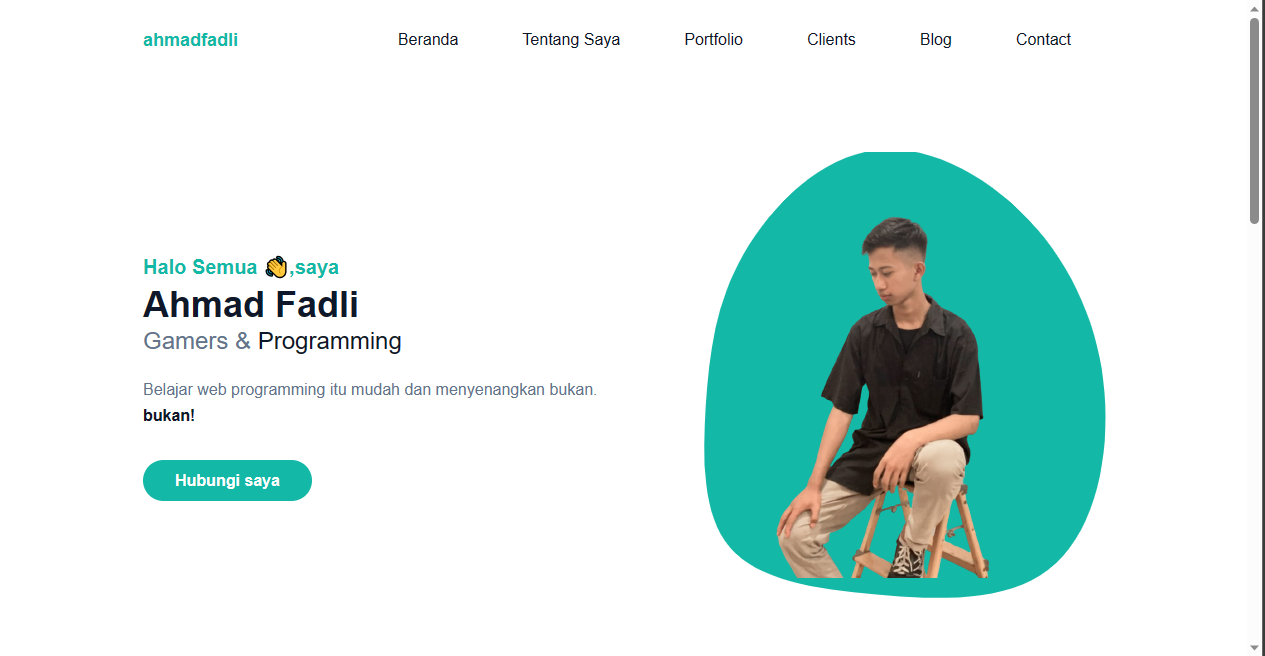 ahmadfadli Beranda Tentang Saya Portfolio Clients Blog Contact
Halo Semua 👋,saya
Ahmad Fadli
Gamers & Programming
Belajar web programming itu mudah dan menyenangkan bukan.
bukan!
Hubungi saya